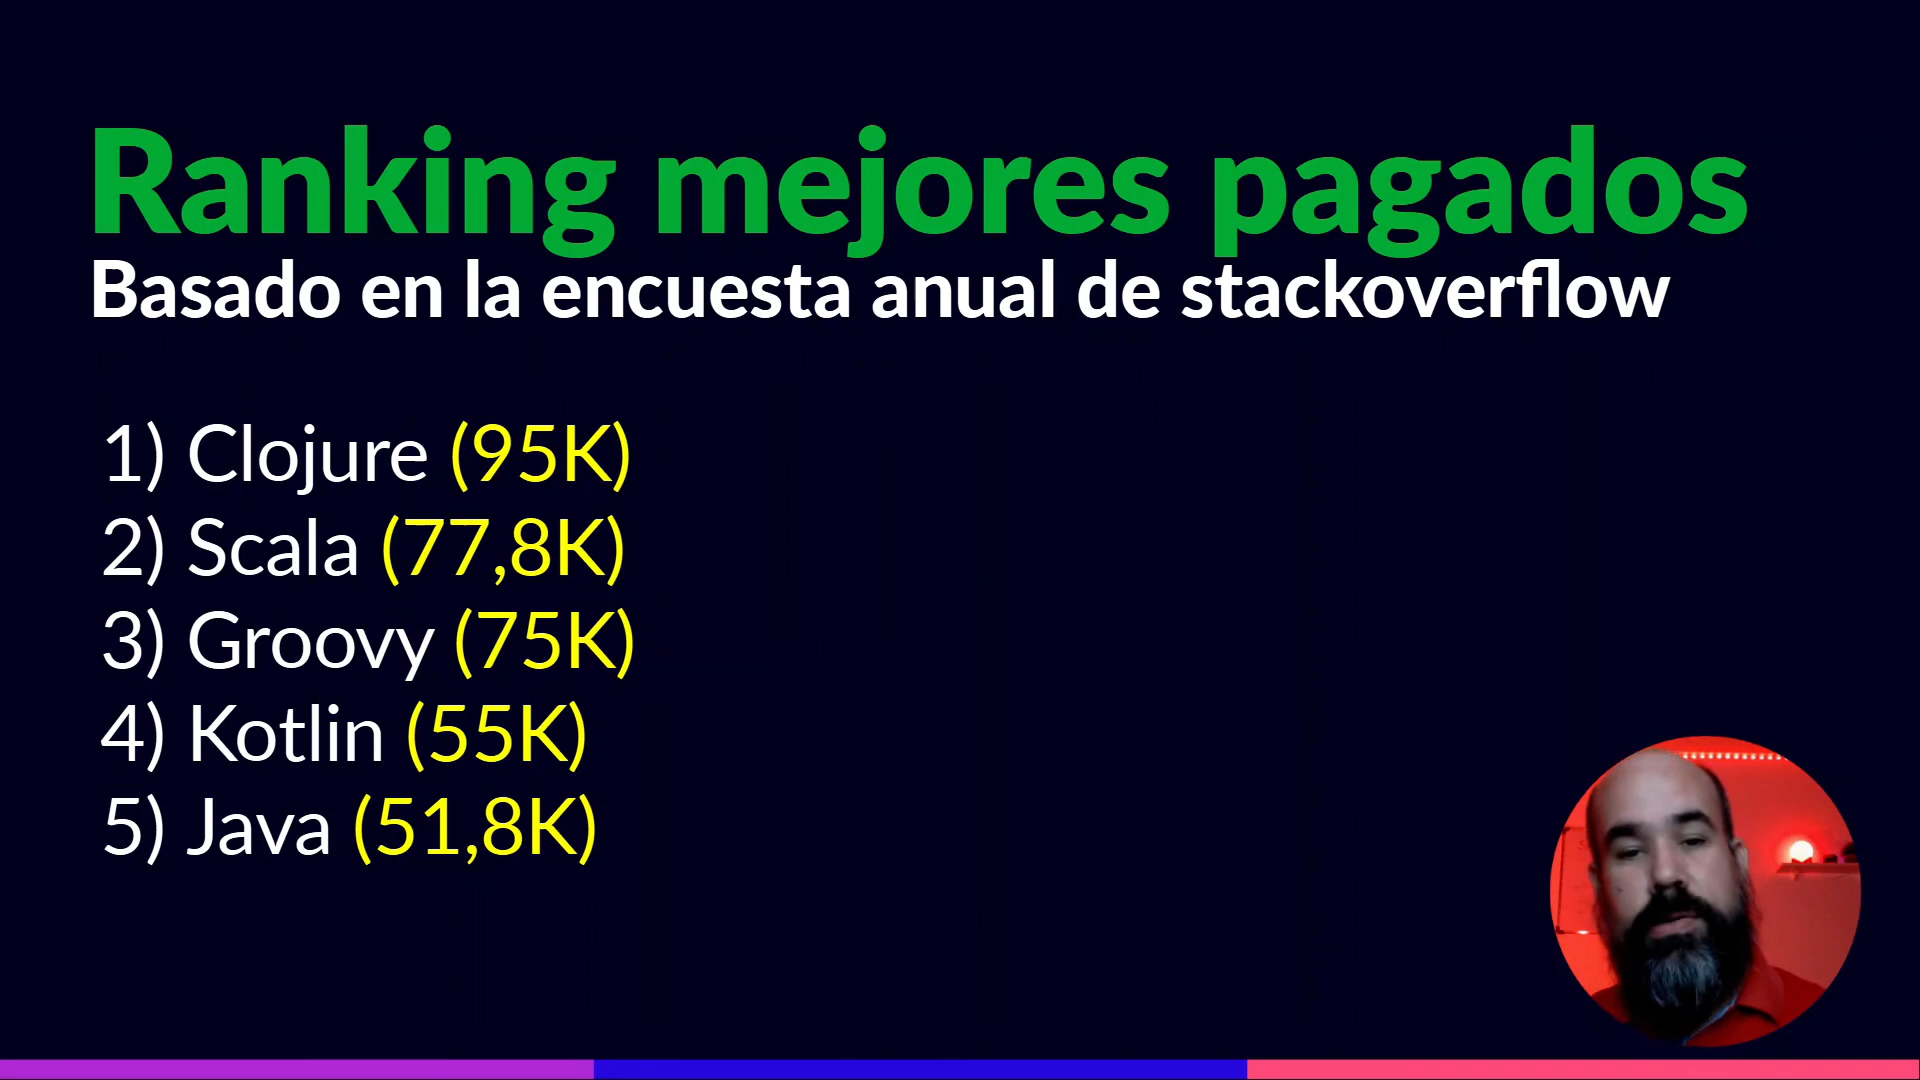 Ranking mejores pagados
Basado en la encuesta anual de stackoverflow
1) Clojure (95K)
2) Scala (77,8K)
3) Groovy (75K)
4) Kotlin (55K)
5) Java (51,8K)